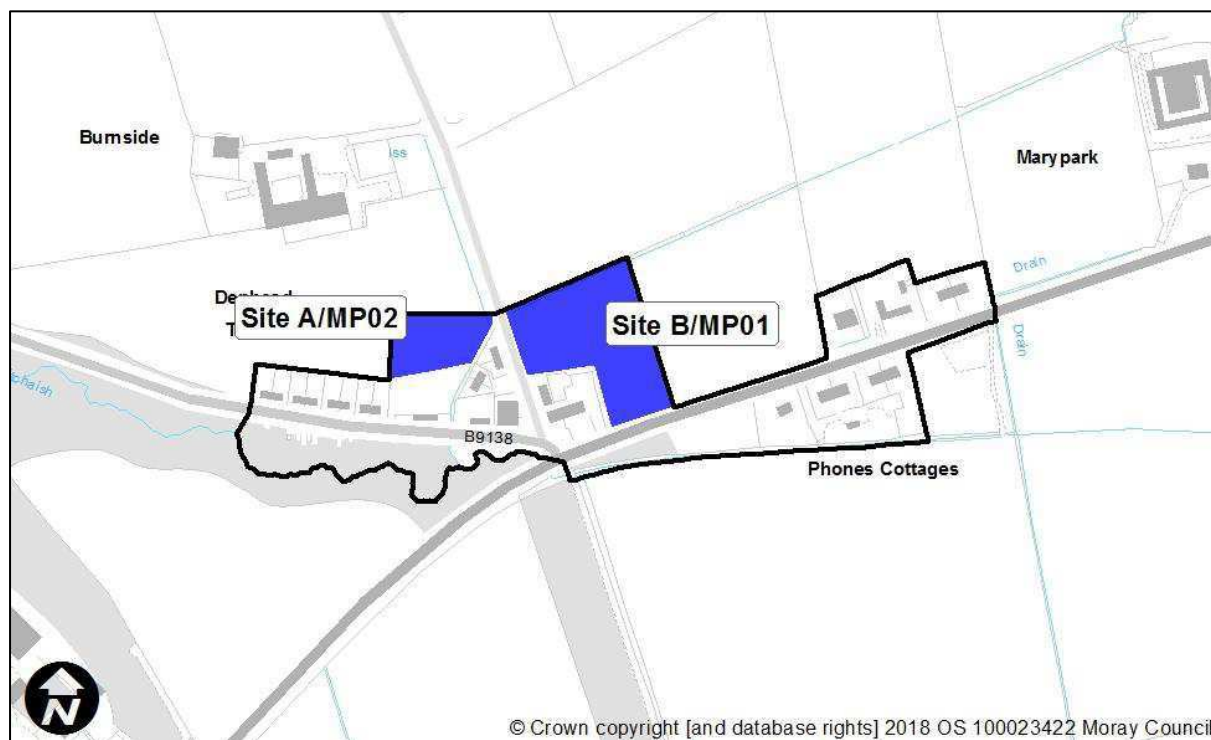 Burnside
Iss
Marypark
Drain
Site A/MP02
Site B/MP01
Drain
B9138
Phones Cottages
N
© Crown copyright [and database rights] 2018 OS 100023422 Moray Council